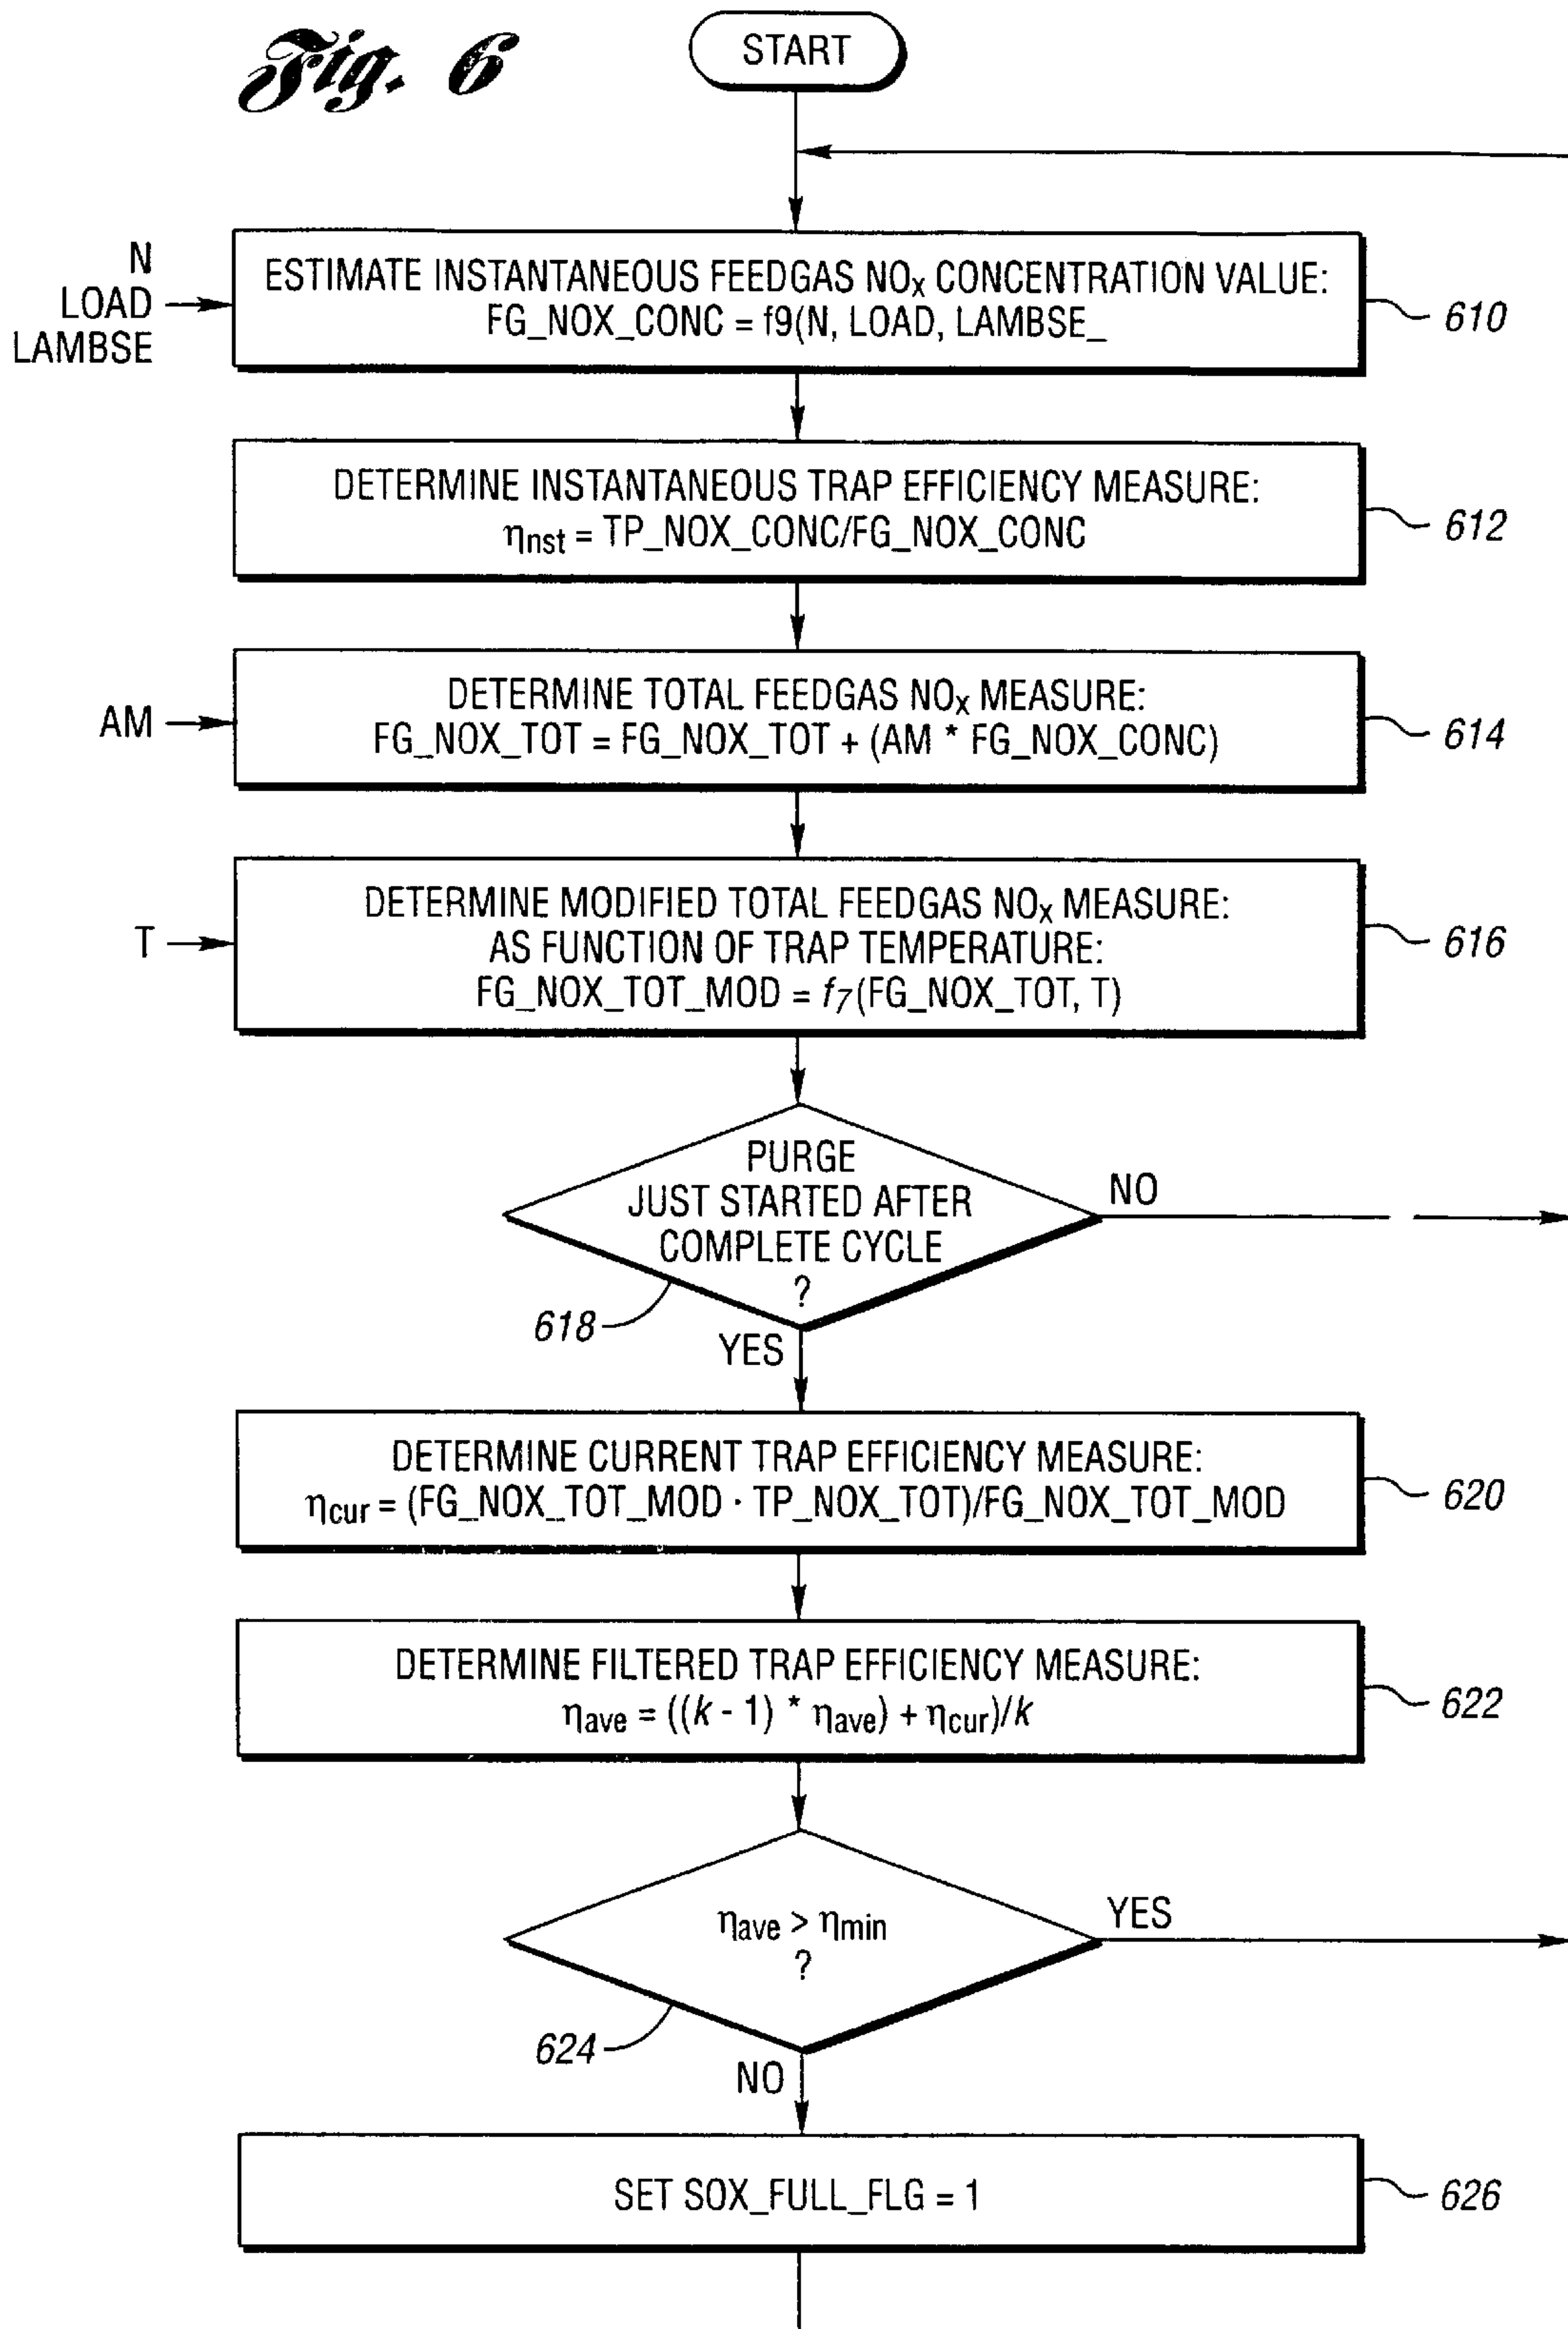 Fig. 6
START
N
LOAD
LAMBSE
ESTIMATE INSTANTANEOUS FEEDGAS NOx CONCENTRATION VALUE:
FG_NOX_CONC = f9(N, LOAD, LAMBSE_
610
DETERMINE INSTANTANEOUS TRAP EFFICIENCY MEASURE:
ηnst = TP_NOX_CONC/FG_NOX_CONC
612
AM
DETERMINE TOTAL FEEDGAS NOx MEASURE:
FG_NOX_TOT = FG_NOX_TOT + (AM * FG_NOX_CONC)
614
T
DETERMINE MODIFIED TOTAL FEEDGAS NOx MEASURE:
AS FUNCTION OF TRAP TEMPERATURE:
FG_NOX_TOT_MOD = f7(FG_NOX_TOT, T)
616
PURGE
JUST STARTED AFTER
COMPLETE CYCLE
?
NO
618
YES
DETERMINE CURRENT TRAP EFFICIENCY MEASURE:
ηcur = (FG_NOX_TOT_MOD · TP_NOX_TOT)/FG_NOX_TOT_MOD
620
DETERMINE FILTERED TRAP EFFICIENCY MEASURE:
ηave = ((k - 1) * ηave) + ηcur)/k
622
ηave > ηmin
?
YES
624
NO
SET SOX_FULL_FLG = 1
626